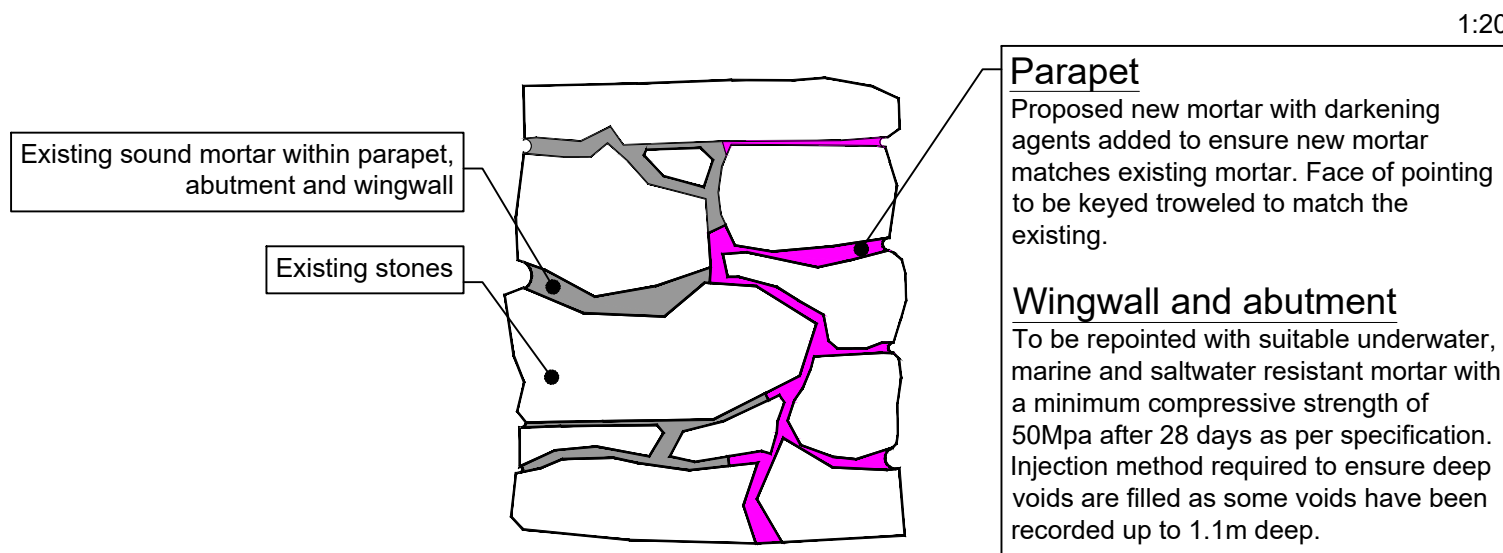 1:20
Existing sound mortar within parapet,
abutment and wingwall
Existing stones
Parapet
Proposed new mortar with darkening
agents added to ensure new mortar
matches existing mortar. Face of pointing
to be keyed troweled to match the
existing.
Wingwall and abutment
To be repointed with suitable underwater,
marine and saltwater resistant mortar with
a minimum compressive strength of
50Mpa after 28 days as per specification.
Injection method required to ensure deep
voids are filled as some voids have been
recorded up to 1.1m deep.